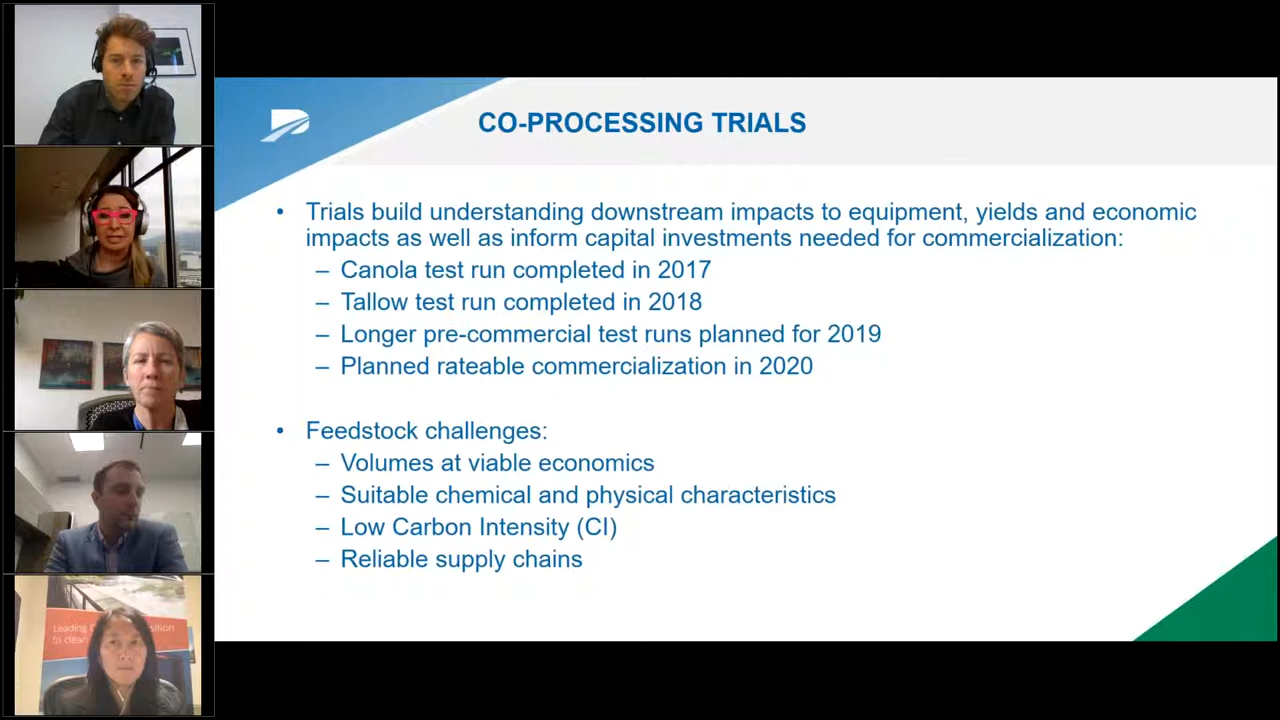 CO-PROCESSING TRIALS
• Trials build understanding downstream impacts to equipment, yields and economic
impacts as well as inform capital investments needed for commercialization:
– Canola test run completed in 2017
– Tallow test run completed in 2018
– Longer pre-commercial test runs planned for 2019
– Planned rateable commercialization in 2020
• Feedstock challenges:
– Volumes at viable economics
– Suitable chemical and physical characteristics
– Low Carbon Intensity (CI)
– Reliable supply chains
Leading
to clean